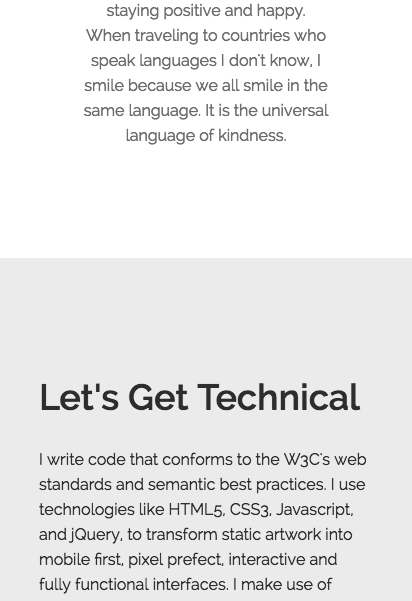 staying positive and happy.
When traveling to countries who
speak languages I don't know, I
smile because we all smile in the
same language. It is the universal
language of kindness.
Let's Get Technical
I write code that conforms to the W3C's web
standards and semantic best practices. I use
technologies like HTML5, CSS3, Javascript,
and jQuery, to transform static artwork into
mobile first, pixel prefect, interactive and
fully functional interfaces. I make use of